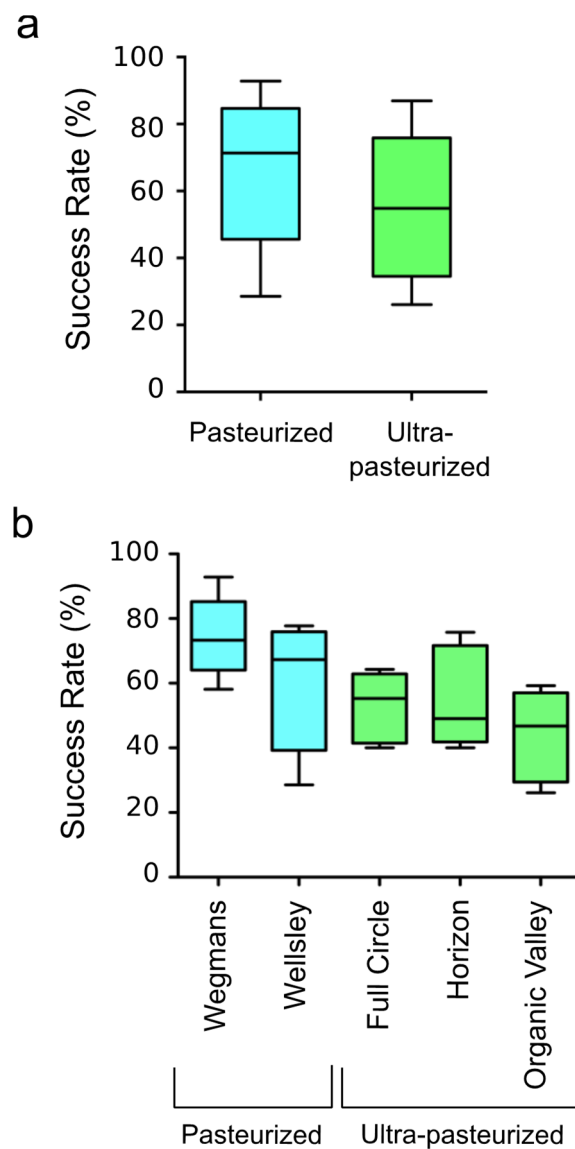 a
Success Rate (%)
100
80
60
40
20
0
Pasteurized
Ultra-
pasteurized
b
Success Rate (%)
100
80
60
40
20
0
Wegmans
Wellsley
Full Circle
Horizon
Organic Valley
Pasteurized
Ultra-pasteurized